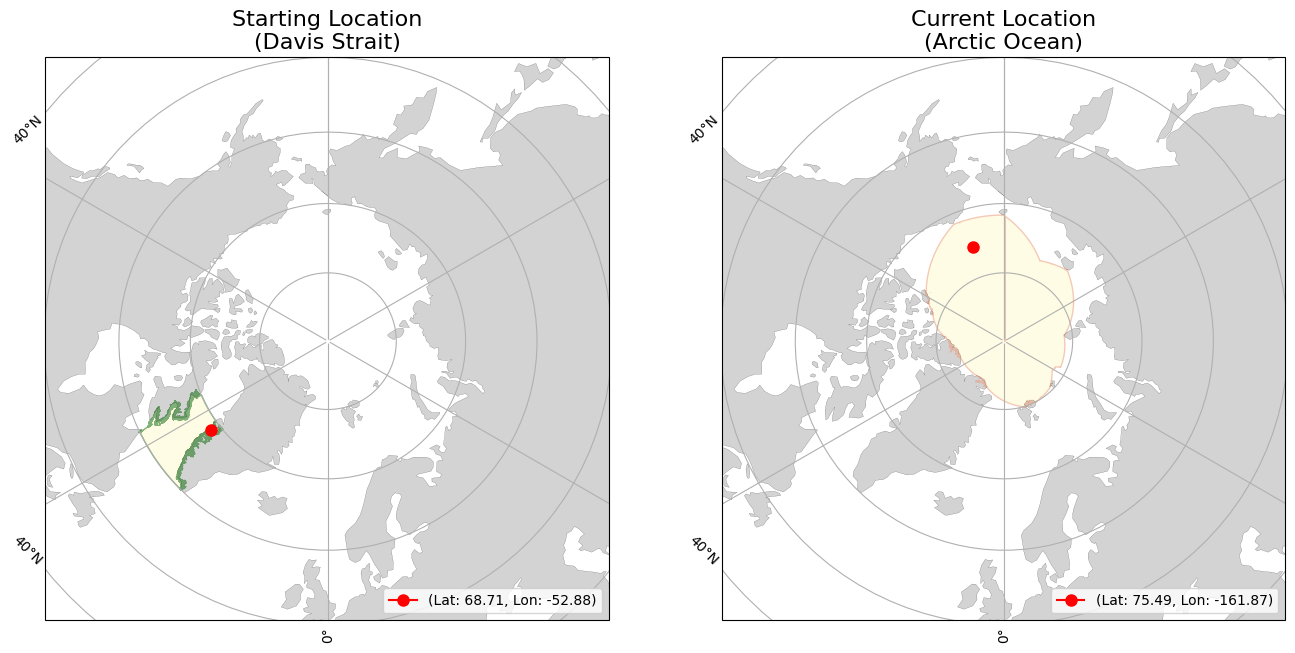 Starting Location
(Davis Strait)
40°N
40°N
0°
(Lat: 68.71, Lon: -52.88)
Current Location
(Arctic Ocean)
40°N
40°N
0°
(Lat: 75.49, Lon: -161.87)